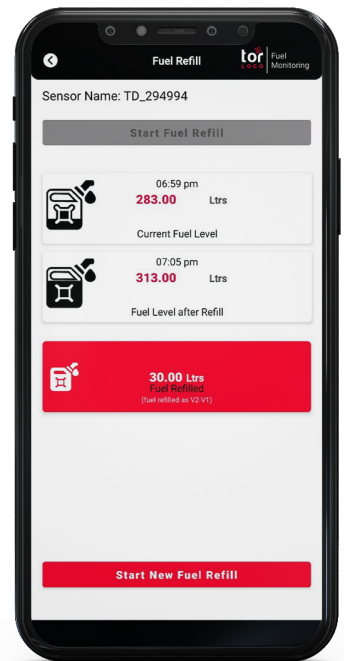 Fuel Refill
tor
LOCO
Fuel
Monitoring
Sensor Name: TD_294994
Start Fuel Refill
06:59 pm
283.00 Ltrs
Current Fuel Level
07:05 pm
313.00 Ltrs
Fuel Level after Refill
30.00 Ltrs
Fuel Refilled
(fuel refilled as V2-V1)
Start New Fuel Refill